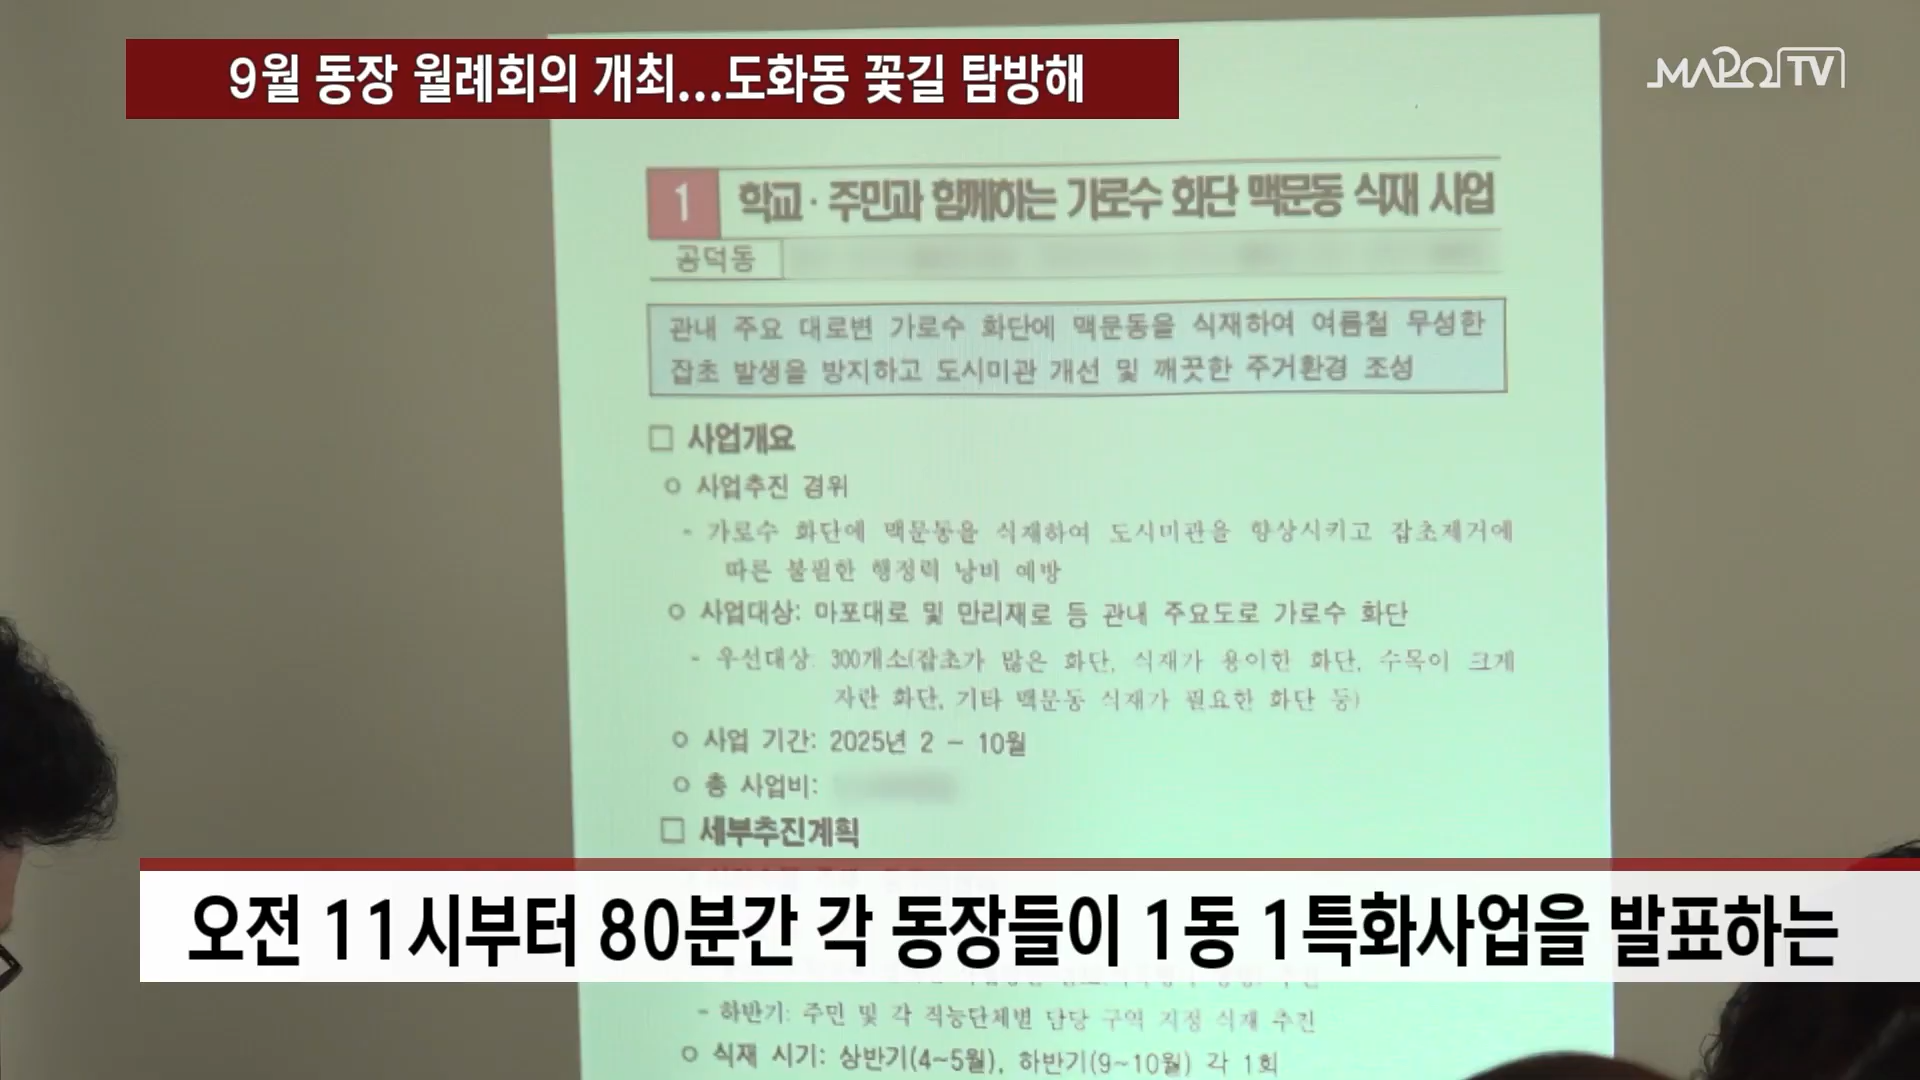 9월 동장 월례회의 개최...도화동 꽃길 탐방해
MAPO TV
1 학교·주민과 함께하는 가로수 화단 맥문동 식재 사업
공덕동
관내 주요 대로변 가로수 화단에 맥문동을 식재하여 여름철 무성한
잡초 발생을 방지하고 도시미관 개선 및 깨끗한 주거환경 조성
□ 사업개요
○ 사업추진 경위
- 가로수 화단에 맥문동을 식재하여 도시미관을 향상시키고 잡초제거에
따른 불필한 행정력 낭비 예방
○ 사업대상: 마포대로 및 만리재로 등 관내 주요도로 가로수 화단
- 우선대상: 300개소(잡초가 많은 화단, 식재가 용이한 화단, 수목이 크게
자란 화단, 기타 맥문동 식재가 필요한 화단 등)
○ 사업 기간: 2025년 2 - 10월
○ 총 사업비:
□ 세부추진계획
오전 11시부터 80분간 각 동장들이 1동 1특화사업을 발표하는
- 하반기: 주민 및 각 직능단체별 담당 구역 지정 식재 추진
○ 식재 시기: 상반기(4~5월), 하반기(9~10월) 각 1회